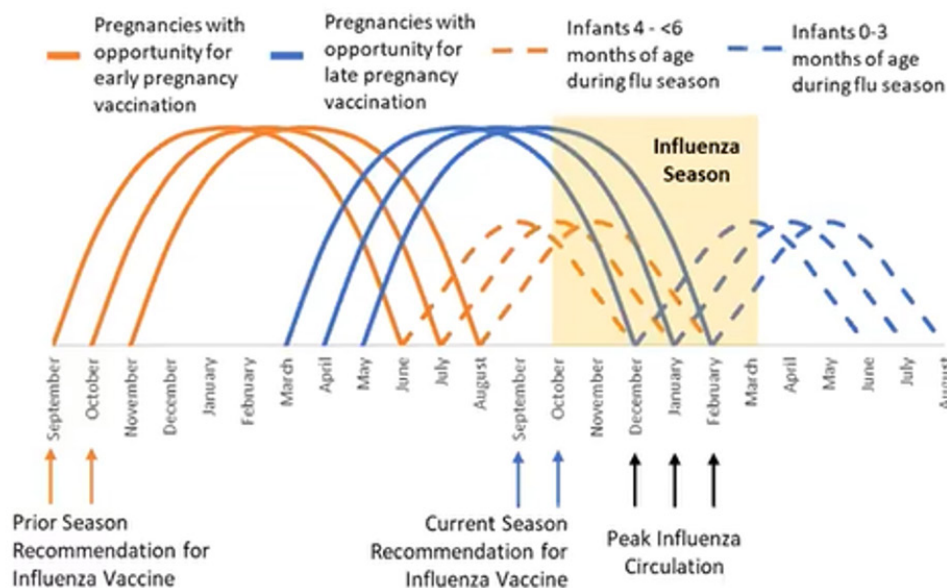 Pregnancies with
opportunity for
early pregnancy
vaccination
Pregnancies with
opportunity for
late pregnancy
vaccination
Infants 4 - <6
months of age
during flu season
Infants 0-3
months of age
during flu season
Influenza
Season
September
October
November
December
January
February
March
April
May
June
July
August
September
October
November
December
January
February
March
April
May
June
July
August
Prior Season
Recommendation for
Influenza Vaccine
Current Season
Recommendation for
Influenza Vaccine
Peak Influenza
Circulation